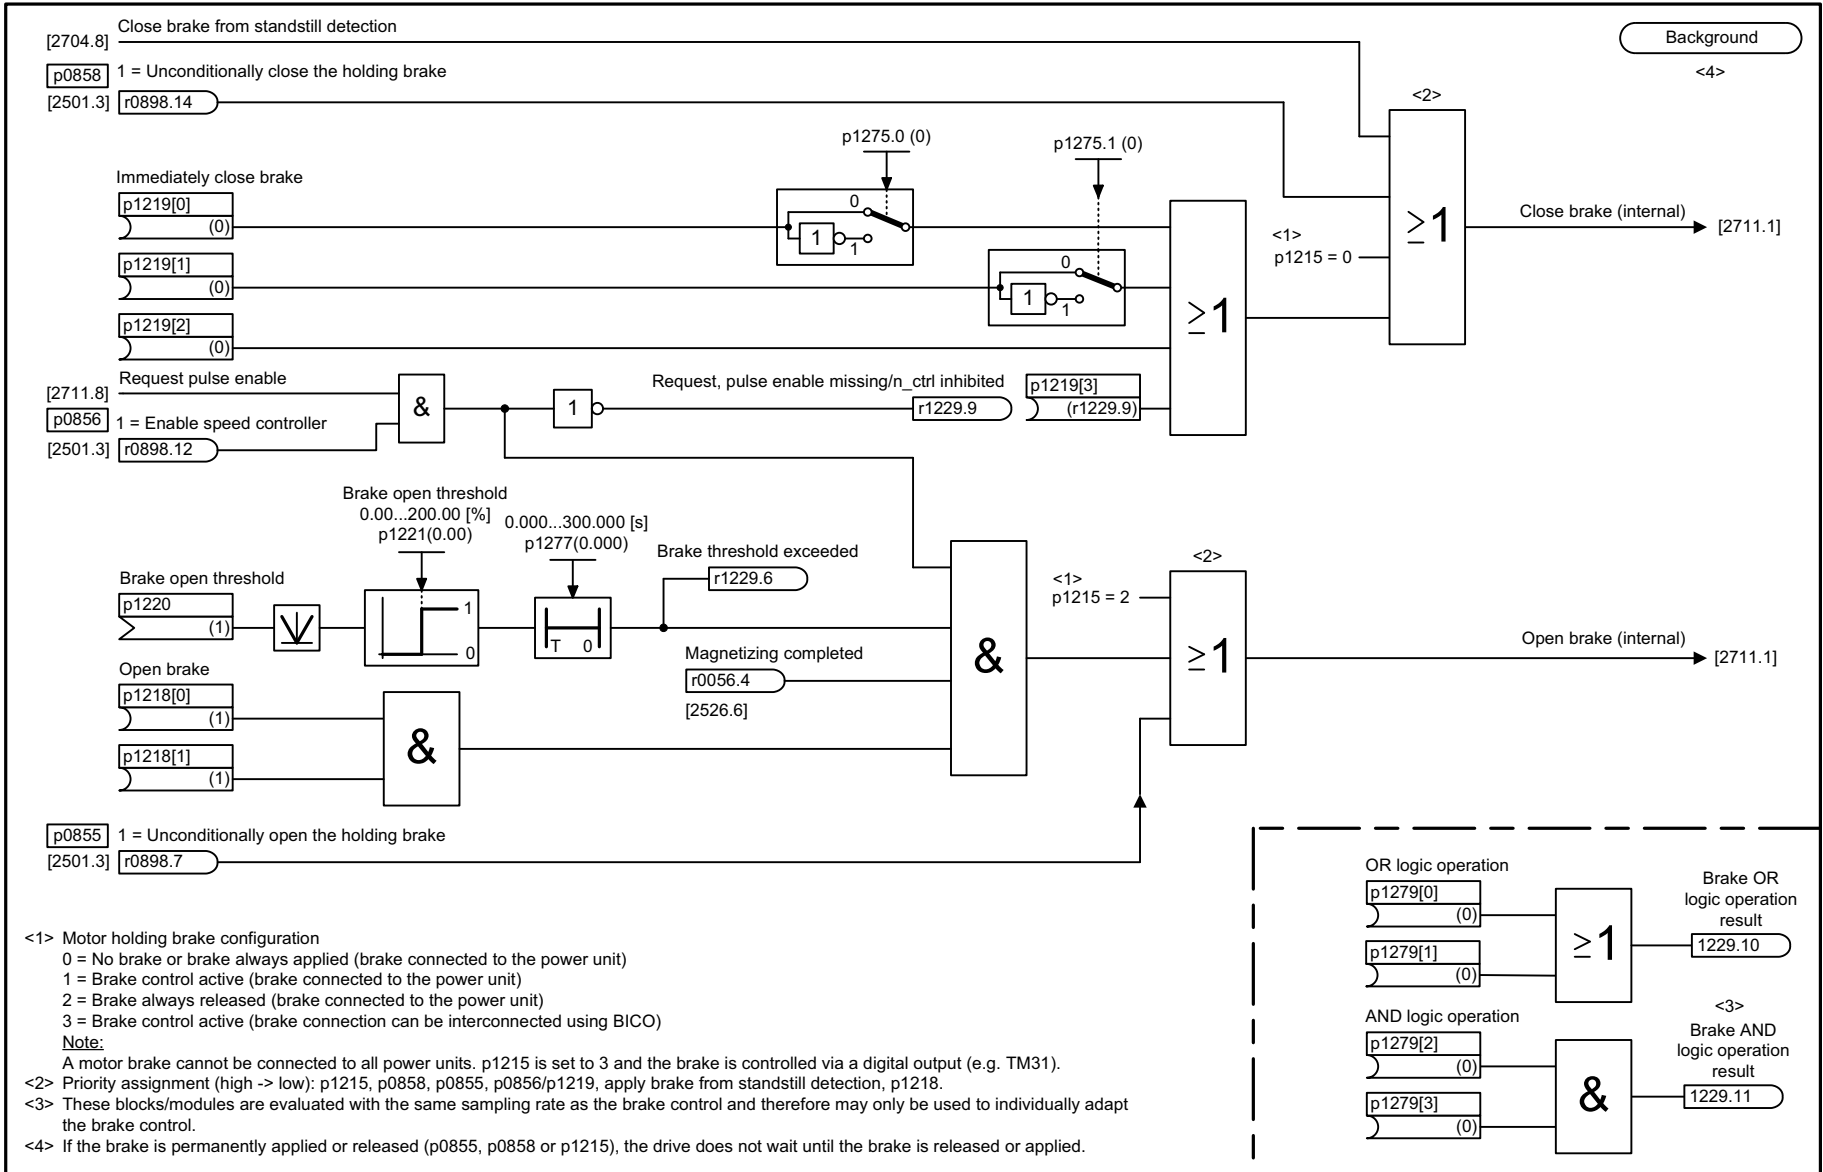 Close brake from standstill detection
[2704.8]
Background
<4>
p0858 1 = Unconditionally close the holding brake
[2501.3] r0898.14
<2>
p1275.0 (0)
p1275.1 (0)
Immediately close brake
p1219[0]
(0)
0
1
1
≥1
Close brake (internal)
[2711.1]
<1>
p1215 = 0
p1219[1]
(0)
0
1
1
p1219[2]
(0)
≥1
Request pulse enable
[2711.8]
p0856 1 = Enable speed controller
[2501.3] r0898.12
&
1
Request, pulse enable missing/n_ctrl inhibited
r1229.9
p1219[3]
(r1229.9)
Brake open threshold
0.00...200.00 [%]
p1221(0.00)
0.000...300.000 [s]
p1277(0.000)
Brake threshold exceeded
r1229.6
Brake open threshold
p1220
(1)
1
0
T 0
<1>
p1215 = 2
<2>
≥1
Open brake (internal)
[2711.1]
Magnetizing completed
r0056.4
[2526.6]
&
Open brake
p1218[0]
(1)
p1218[1]
(1)
&
p0855 1 = Unconditionally open the holding brake
[2501.3] r0898.7
OR logic operation
p1279[0]
(0)
p1279[1]
(0)
≥1
Brake OR
logic operation
result
1229.10
AND logic operation
p1279[2]
(0)
p1279[3]
(0)
&
<3>
Brake AND
logic operation
result
1229.11
<1> Motor holding brake configuration
0 = No brake or brake always applied (brake connected to the power unit)
1 = Brake control active (brake connected to the power unit)
2 = Brake always released (brake connected to the power unit)
3 = Brake control active (brake connection can be interconnected using BICO)
Note:
A motor brake cannot be connected to all power units. p1215 is set to 3 and the brake is controlled via a digital output (e.g. TM31).
<2> Priority assignment (high -> low): p1215, p0858, p0855, p0856/p1219, apply brake from standstill detection, p1218.
<3> These blocks/modules are evaluated with the same sampling rate as the brake control and therefore may only be used to individually adapt
the brake control.
<4> If the brake is permanently applied or released (p0855, p0858 or p1215), the drive does not wait until the brake is released or applied.